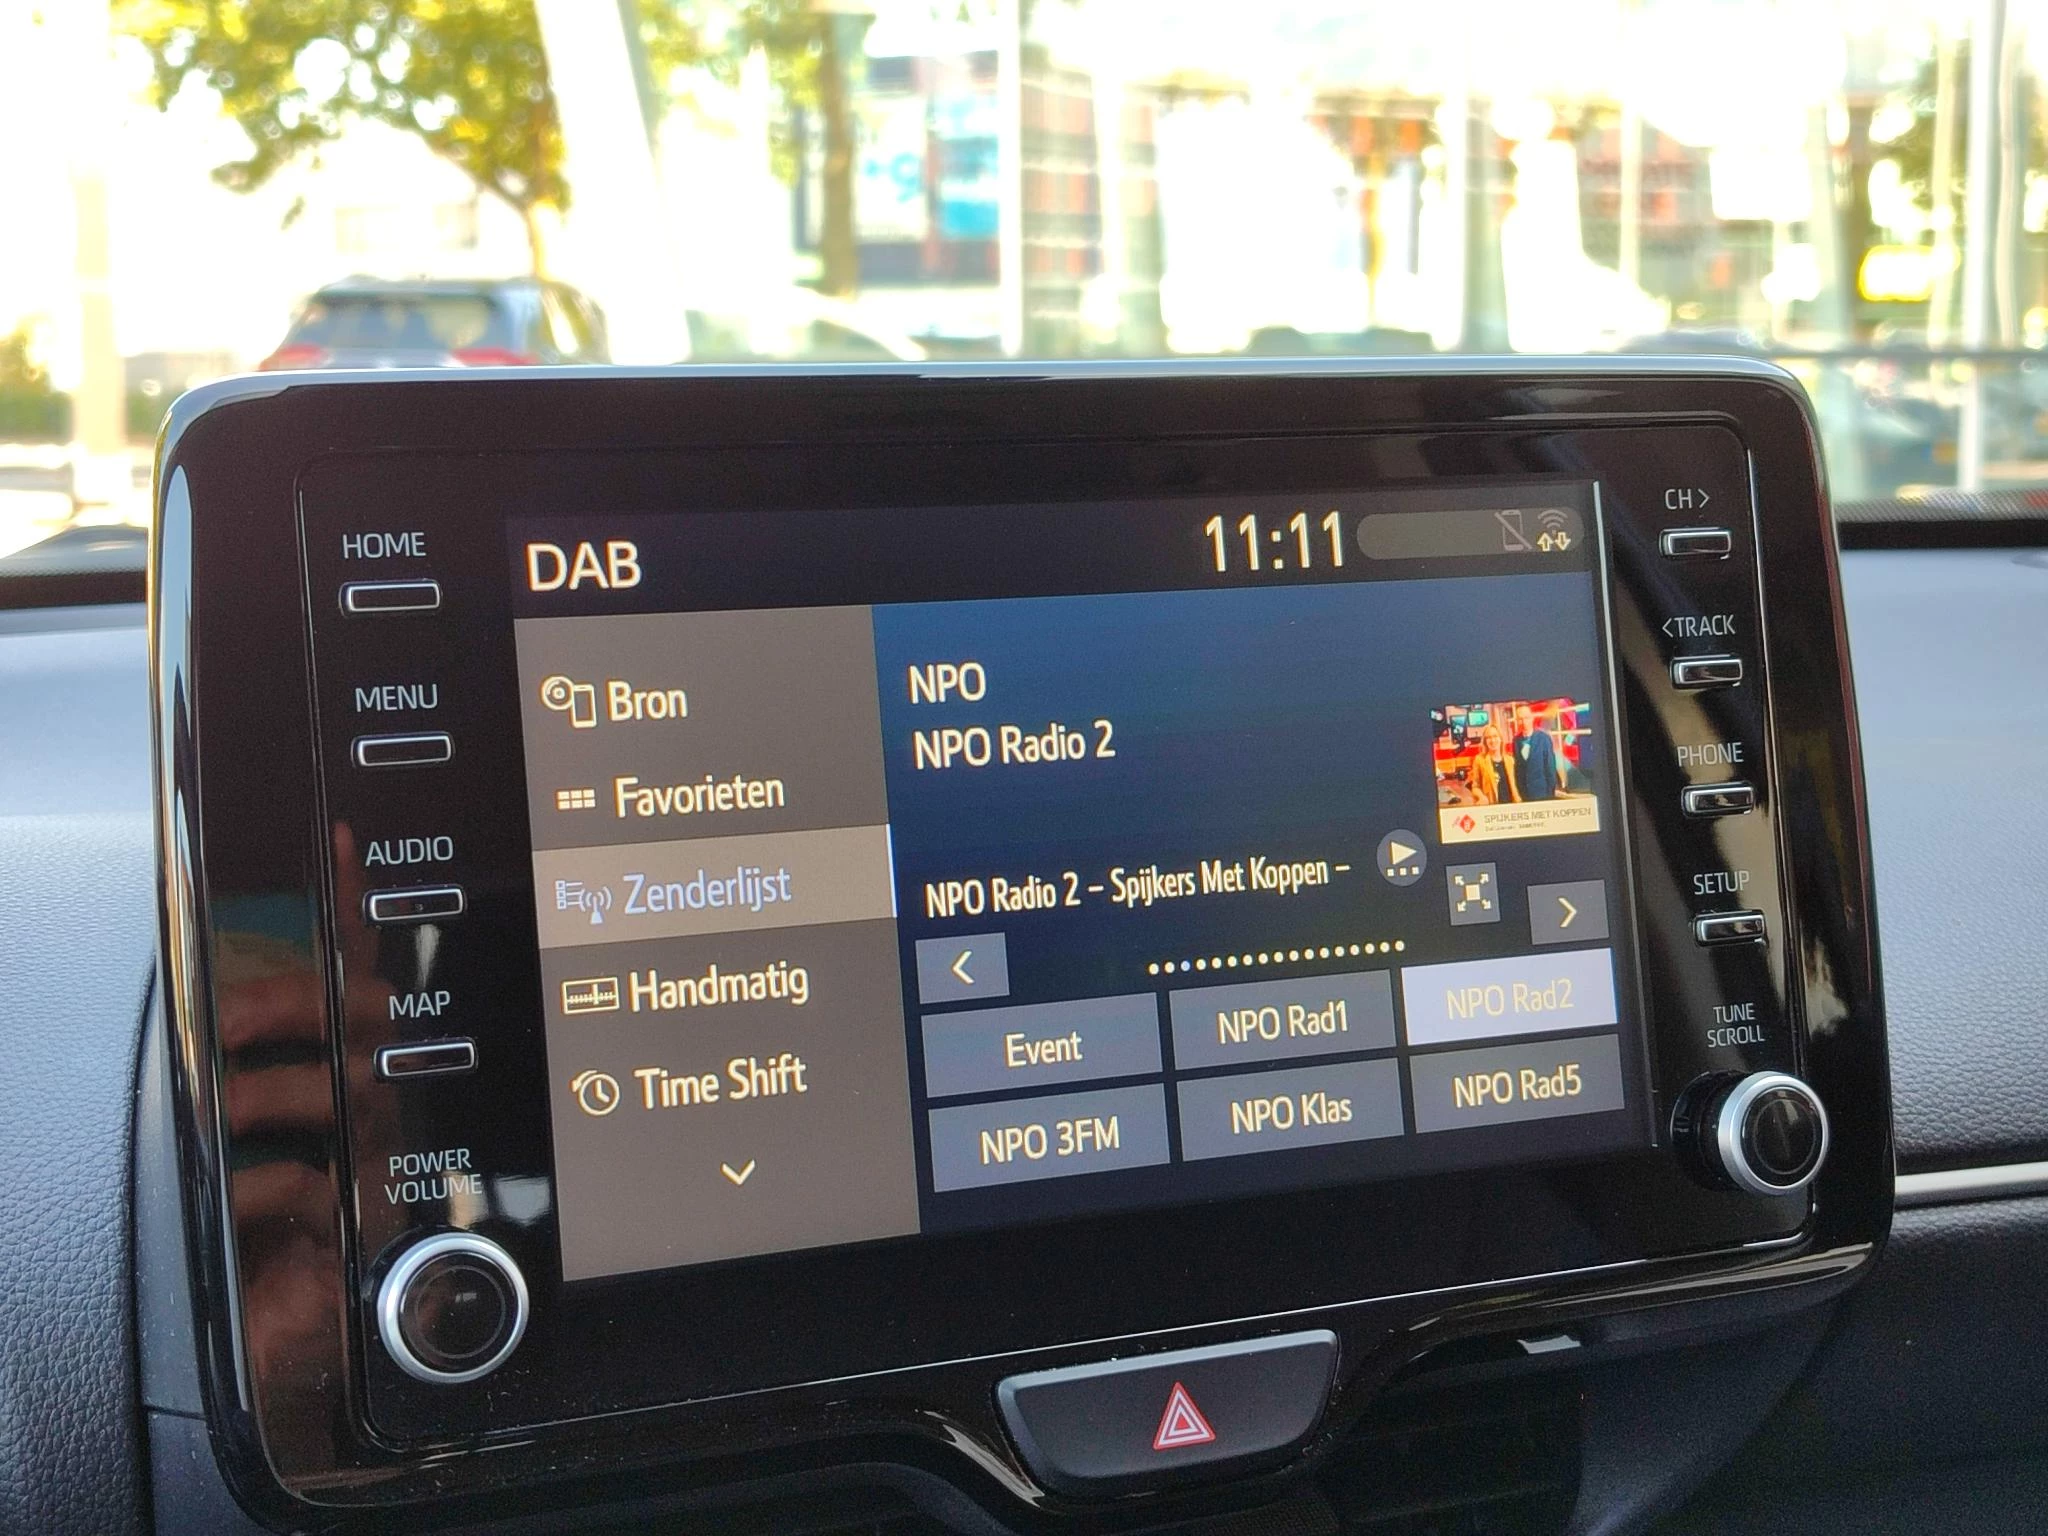 HOME
MENU
AUDIO
MAP
POWER
VOLUME
DAB
11:11
Bron
Favorieten
Zenderlijst
Handmatig
Time Shift
NPO
NPO Radio 2
SPIJKERS MET KOPPEN
NPO Radio 2 – Spijkers Met Koppen –
Event
NPO Rad1
NPO Rad2
NPO 3FM
NPO Klas
NPO Rad5
CH >
< TRACK
PHONE
SETUP
TUNE
SCROLL